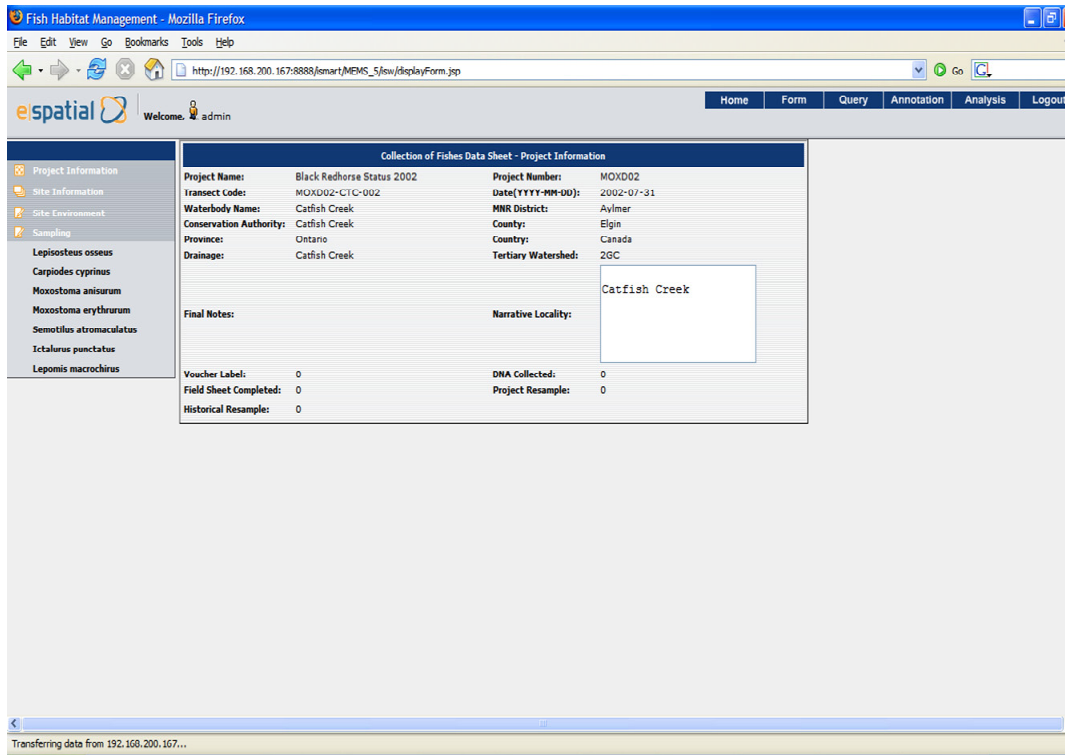 Fish Habitat Management - Mozilla Firefox
File Edit View Go Bookmarks Tools Help
http://192.168.200.167:8888/ismart/MEMS_5/isw/displayForm.jsp Go G
e|spatial Welcome, admin
Home Form Query Annotation Analysis Logout
Collection of Fishes Data Sheet - Project Information
Project Information
Site Information
Site Environment
Sampling
Lepisosteus osseus
Carpiodes cyprinus
Moxostoma anisurum
Moxostoma erythrurum
Semotilus atromaculatus
Ictalurus punctatus
Lepomis macrochirus
Project Name: Black Redhorse Status 2002 Project Number: MOXD02
Transect Code: MOXD02-CTC-002 Date(YYYY-MM-DD): 2002-07-31
Waterbody Name: Catfish Creek MNR District: Aylmer
Conservation Authority: Catfish Creek County: Elgin
Province: Ontario Country: Canada
Drainage: Catfish Creek Tertiary Watershed: 2GC
Final Notes: Narrative Locality: Catfish Creek
Voucher Label: 0 DNA Collected: 0
Field Sheet Completed: 0 Project Resample: 0
Historical Resample: 0
Transferring data from 192.168.200.167...